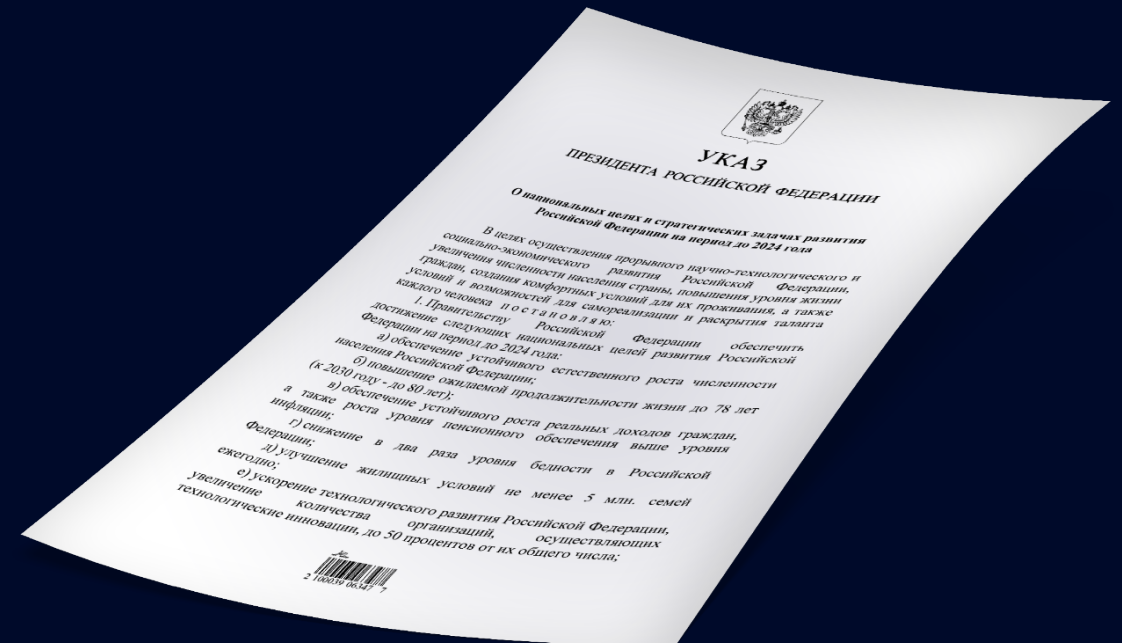 УКАЗ
ПРЕЗИДЕНТА РОССИЙСКОЙ ФЕДЕРАЦИИ
О национальных целях и стратегических задачах развития
Российской Федерации на период до 2024 года
В целях осуществления прорывного научно-технологического и
социально-экономического развития Российской Федерации,
увеличения численности населения страны, повышения уровня жизни
граждан, создания комфортных условий для их проживания, а также
условий и возможностей для самореализации и раскрытия таланта
каждого человека п о с т а н о в л я ю:
1. Правительству Российской Федерации обеспечить
достижение следующих национальных целей развития Российской
Федерации на период до 2024 года:
а) обеспечение устойчивого естественного роста численности
населения Российской Федерации;
б) повышение ожидаемой продолжительности жизни до 78 лет
(к 2030 году - до 80 лет);
в) обеспечение устойчивого роста реальных доходов граждан,
а также роста уровня пенсионного обеспечения выше уровня
инфляции;
г) снижение в два раза уровня бедности в Российской
Федерации;
д) улучшение жилищных условий не менее 5 млн. семей
ежегодно;
е) ускорение технологического развития Российской Федерации,
увеличение количества организаций, осуществляющих
технологические инновации, до 50 процентов от их общего числа;
2 100039 06347 7